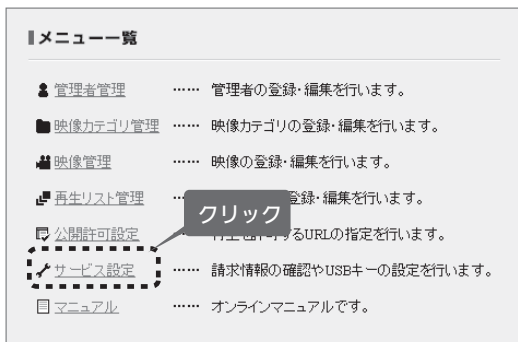 メニュー一覧
管理者管理 …… 管理者の登録・編集を行います。
映像カテゴリ管理 …… 映像カテゴリの登録・編集を行います。
映像管理 …… 映像の登録・編集を行います。
再生リスト管理 …… 登録・編集を行います。
クリック
公開許可設定 …… するURLの指定を行います。
サービス設定 …… 請求情報の確認やUSBキーの設定を行います。
マニュアル …… オンラインマニュアルです。